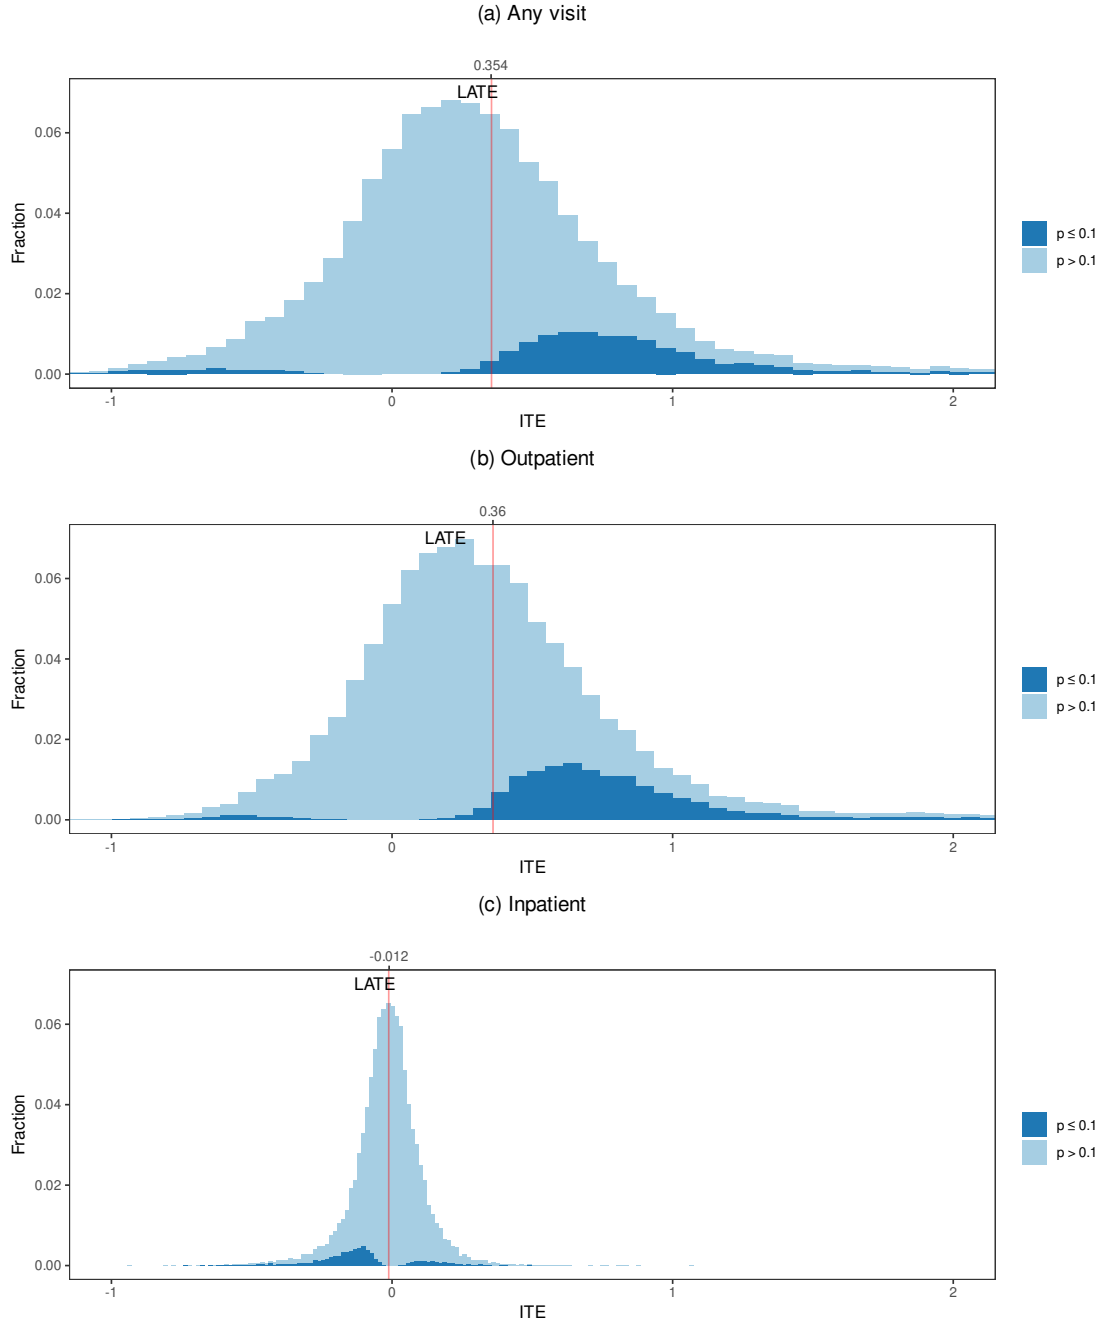 (a) Any visit
0.354
LATE
0.06
0.04
0.02
0.00
Fraction
-1
0
1
2
ITE
p ≤ 0.1
p > 0.1
(b) Outpatient
0.36
LATE
0.06
0.04
0.02
0.00
Fraction
-1
0
1
2
ITE
p ≤ 0.1
p > 0.1
(c) Inpatient
-0.012
LATE
0.06
0.04
0.02
0.00
Fraction
-1
0
1
2
ITE
p ≤ 0.1
p > 0.1